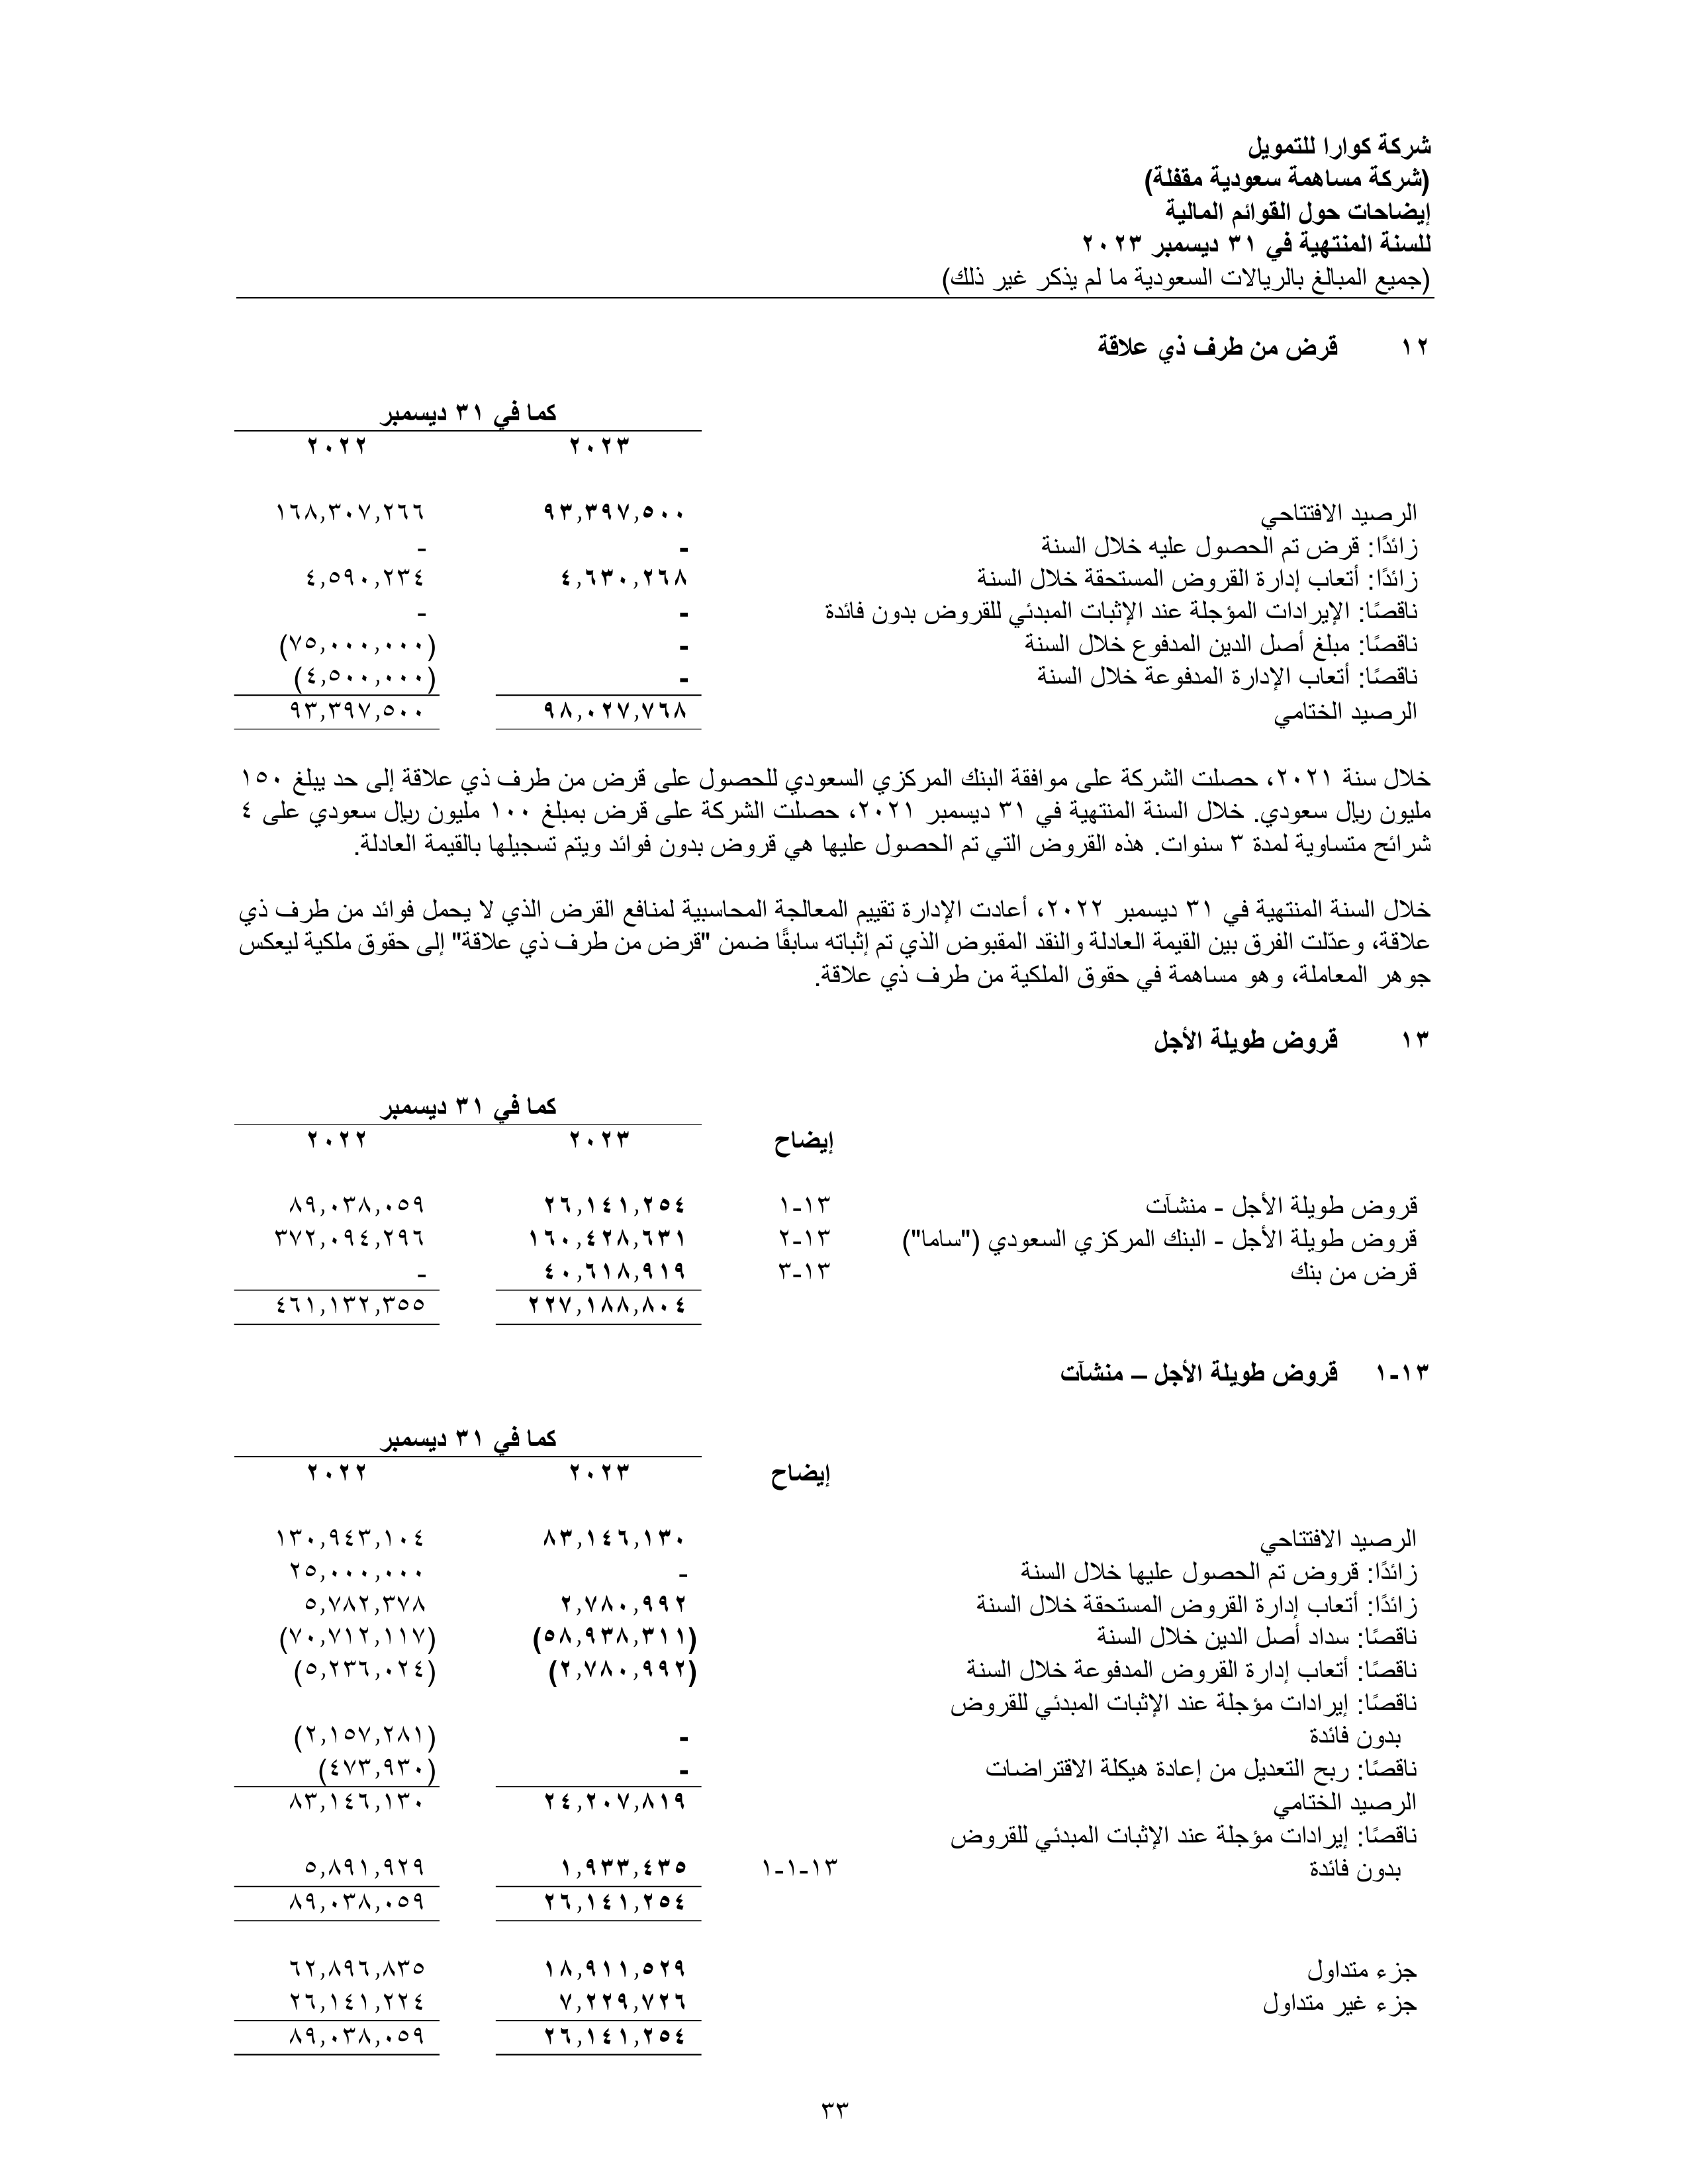 شركة كوارا للتمويل
(شركة مساهمة سعودية مقفلة)
إيضاحات حول القوائم المالية
للسنة المنتهية في ٣١ ديسمبر ٢٠٢٣
(جميع المبالغ بالريالات السعودية ما لم يذكر غير ذلك)
١٢ قرض من طرف ذي علاقة
كما في ٣١ ديسمبر
٢٠٢٣ ٢٠٢٢
الرصيد الافتتاحي ٩٣,٣٩٧,٥٠٠ ١٦٨,٣٠٧,٢٦٦
زائدًا: قرض تم الحصول عليه خلال السنة - -
زائدًا: أتعاب إدارة القروض المستحقة خلال السنة ٤,٦٣٠,٢٦٨ ٤,٥٩٠,٢٣٤
ناقصًا: الإيرادات المؤجلة عند الإثبات المبدئي للقروض بدون فائدة - -
ناقصًا: مبلغ أصل الدين المدفوع خلال السنة - (٧٥,٠٠٠,٠٠٠)
ناقصًا: أتعاب الإدارة المدفوعة خلال السنة - (٤,٥٠٠,٠٠٠)
الرصيد الختامي ٩٨,٠٢٧,٧٦٨ ٩٣,٣٩٧,٥٠٠
خلال سنة ٢٠٢١، حصلت الشركة على موافقة البنك المركزي السعودي للحصول على قرض من طرف ذي علاقة إلى حد يبلغ ١٥٠
مليون ريال سعودي. خلال السنة المنتهية في ٣١ ديسمبر ٢٠٢١، حصلت الشركة على قرض بمبلغ ١٠٠ مليون ريال سعودي على ٤
شرائح متساوية لمدة ٣ سنوات. هذه القروض التي تم الحصول عليها هي قروض بدون فوائد ويتم تسجيلها بالقيمة العادلة.
خلال السنة المنتهية في ٣١ ديسمبر ٢٠٢٢، أعادت الإدارة تقييم المعالجة المحاسبية لمنافع القرض الذي لا يحمل فوائد من طرف ذي
علاقة، وعدّلت الفرق بين القيمة العادلة والنقد المقبوض الذي تم إثباته سابقًا ضمن "قرض من طرف ذي علاقة" إلى حقوق ملكية ليعكس
جوهر المعاملة، وهو مساهمة في حقوق الملكية من طرف ذي علاقة.
١٣ قروض طويلة الأجل
كما في ٣١ ديسمبر
إيضاح ٢٠٢٣ ٢٠٢٢
قروض طويلة الأجل - منشآت ١٣-١ ٢٦,١٤١,٢٥٤ ٨٩,٠٣٨,٠٥٩
قروض طويلة الأجل - البنك المركزي السعودي ("ساما") ١٣-٢ ١٦٠,٤٢٨,٦٣١ ٣٧٢,٠٩٤,٢٩٦
قرض من بنك ١٣-٣ ٤٠,٦١٨,٩١٩ -
٢٢٧,١٨٨,٨٠٤ ٤٦١,١٣٢,٣٥٥
١٣-١ قروض طويلة الأجل – منشآت
كما في ٣١ ديسمبر
إيضاح ٢٠٢٣ ٢٠٢٢
الرصيد الافتتاحي ٨٣,١٤٦,١٣٠ ١٣٠,٩٤٣,١٠٤
زائدًا: قروض تم الحصول عليها خلال السنة - ٢٥,٠٠٠,٠٠٠
زائدًا: أتعاب إدارة القروض المستحقة خلال السنة ٢,٧٨٠,٩٩٢ ٥,٧٨٢,٣٧٨
ناقصًا: سداد أصل الدين خلال السنة (٥٨,٩٣٨,٣١١) (٧٠,٧١٢,١١٧)
ناقصًا: أتعاب إدارة القروض المدفوعة خلال السنة (٢,٧٨٠,٩٩٢) (٥,٢٣٦,٠٢٤)
ناقصًا: إيرادات مؤجلة عند الإثبات المبدئي للقروض
بدون فائدة - (٢,١٥٧,٢٨١)
ناقصًا: ربح التعديل من إعادة هيكلة الاقتراضات - (٤٧٣,٩٣٠)
الرصيد الختامي ٢٤,٢٠٧,٨١٩ ٨٣,١٤٦,١٣٠
ناقصًا: إيرادات مؤجلة عند الإثبات المبدئي للقروض
بدون فائدة ١٣-١-١ ١,٩٣٣,٤٣٥ ٥,٨٩١,٩٢٩
٢٦,١٤١,٢٥٤ ٨٩,٠٣٨,٠٥٩
جزء متداول ١٨,٩١١,٥٢٩ ٦٢,٨٩٦,٨٣٥
جزء غير متداول ٧,٢٢٩,٧٢٦ ٢٦,١٤١,٢٢٤
٢٦,١٤١,٢٥٤ ٨٩,٠٣٨,٠٥٩
٣٣